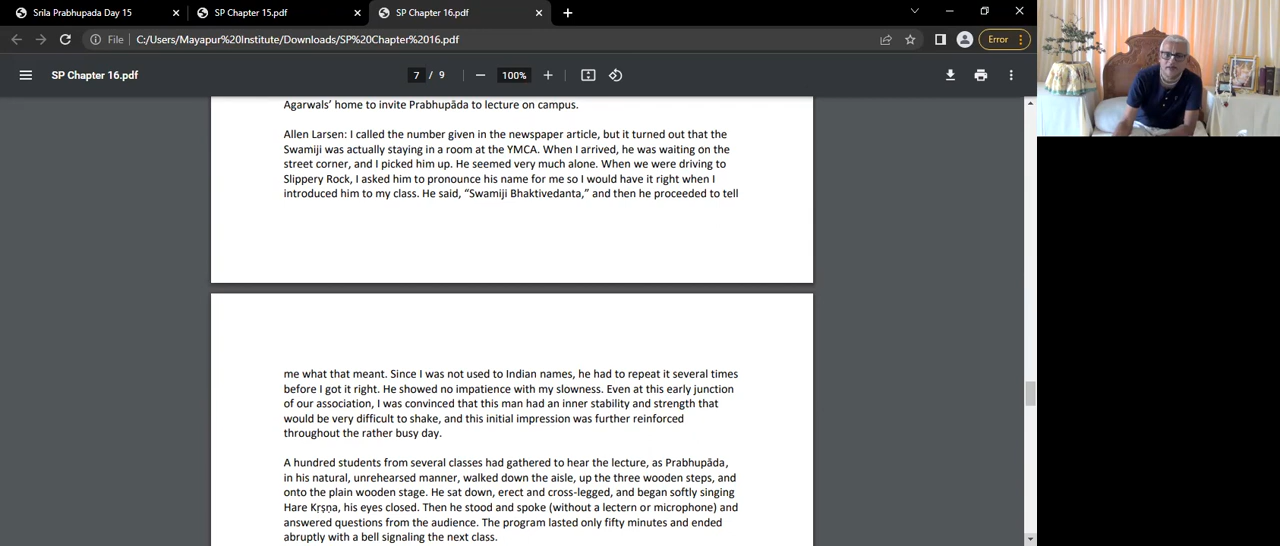 Srila Prabhupada Day 15
SP Chapter 15.pdf
SP Chapter 16.pdf
File
C:/Users/Mayapur%20Institute/Downloads/SP%20Chapter%2016.pdf
Error
SP Chapter 16.pdf
7 / 9
100%
Agarwals’ home to invite Prabhupāda to lecture on campus.
Allen Larsen: I called the number given in the newspaper article, but it turned out that the
Swamiji was actually staying in a room at the YMCA. When I arrived, he was waiting on the
street corner, and I picked him up. He seemed very much alone. When we were driving to
Slippery Rock, I asked him to pronounce his name for me so I would have it right when I
introduced him to my class. He said, “Swamiji Bhaktivedanta,” and then he proceeded to tell
me what that meant. Since I was not used to Indian names, he had to repeat it several times
before I got it right. He showed no impatience with my slowness. Even at this early junction
of our association, I was convinced that this man had an inner stability and strength that
would be very difficult to shake, and this initial impression was further reinforced
throughout the rather busy day.
A hundred students from several classes had gathered to hear the lecture, as Prabhupāda,
in his natural, unrehearsed manner, walked down the aisle, up the three wooden steps, and
onto the plain wooden stage. He sat down, erect and cross-legged, and began softly singing
Hare Kṛṣṇa, his eyes closed. Then he stood and spoke (without a lectern or microphone) and
answered questions from the audience. The program lasted only fifty minutes and ended
abruptly with a bell signaling the next class.